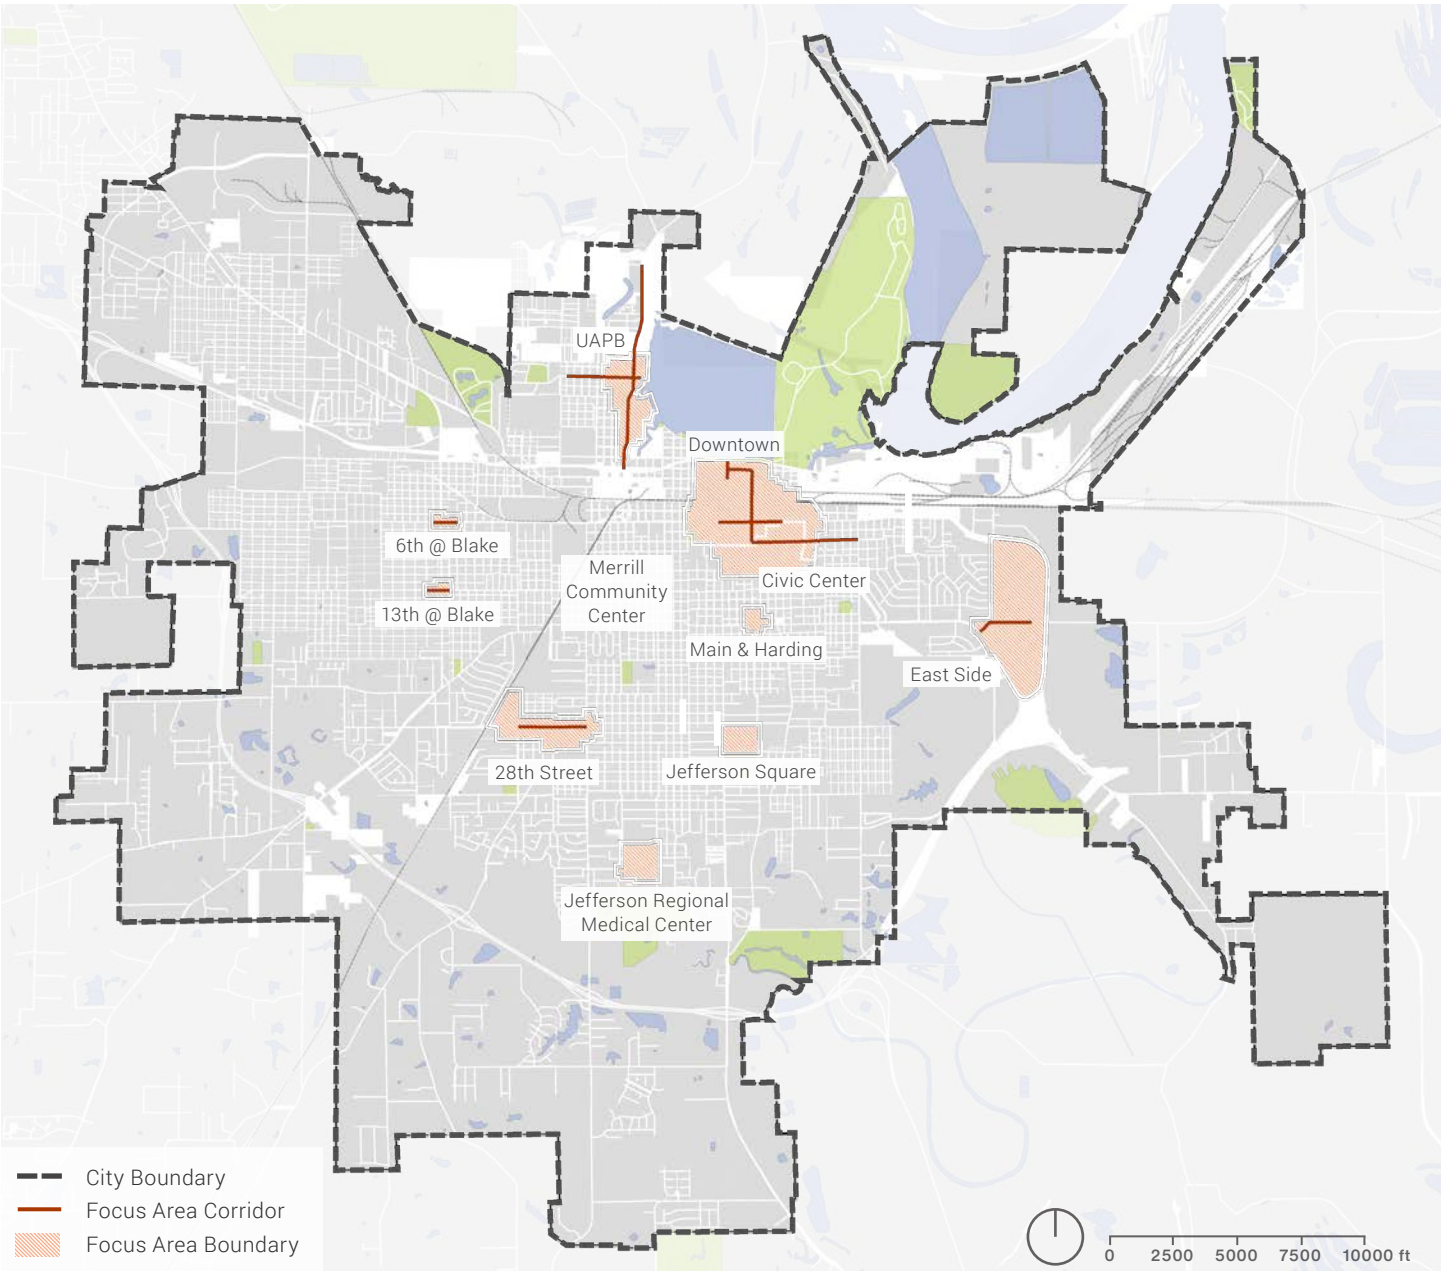 UAPB
Downtown
6th @ Blake
Merrill
Community
Center
Civic Center
13th @ Blake
Main & Harding
East Side
28th Street
Jefferson Square
Jefferson Regional
Medical Center
City Boundary
Focus Area Corridor
Focus Area Boundary
0 2500 5000 7500 10000 ft